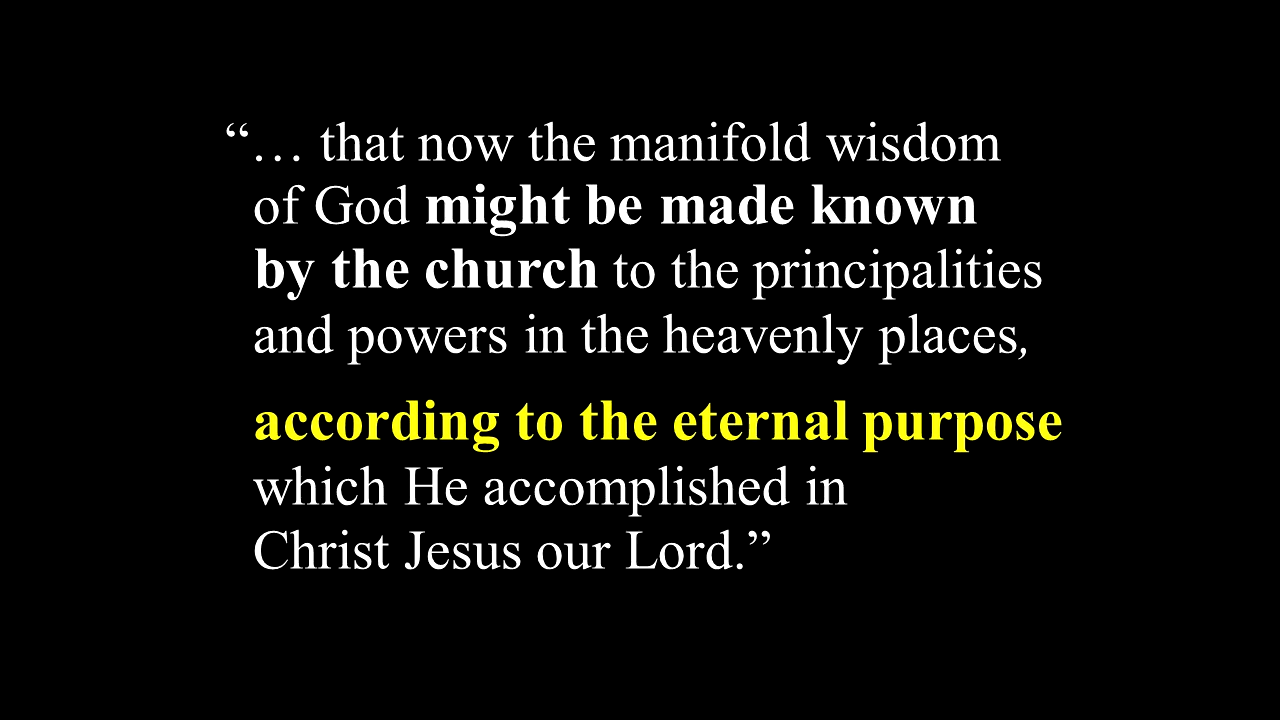 “… that now the manifold wisdom
of God might be made known
by the church to the principalities
and powers in the heavenly places,
according to the eternal purpose
which He accomplished in
Christ Jesus our Lord.”